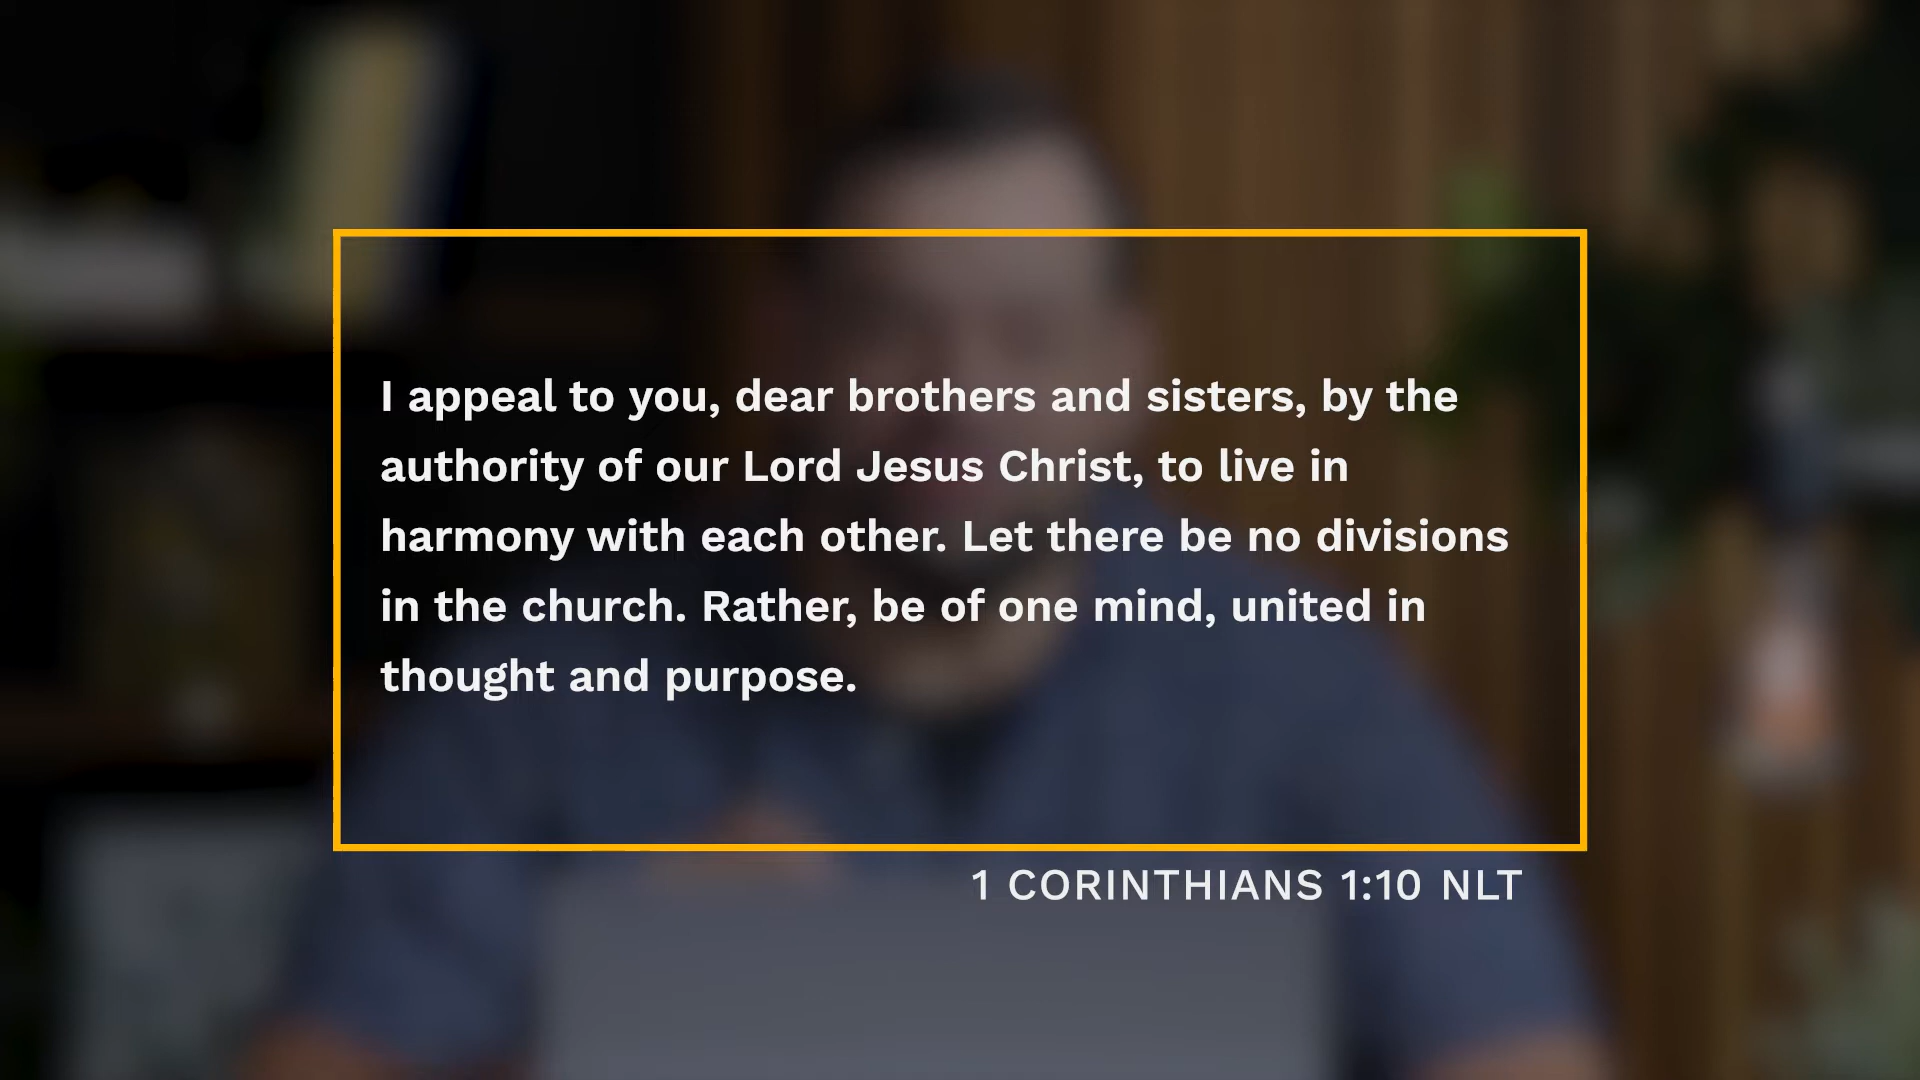 I appeal to you, dear brothers and sisters, by the
authority of our Lord Jesus Christ, to live in
harmony with each other. Let there be no divisions
in the church. Rather, be of one mind, united in
thought and purpose.
1 CORINTHIANS 1:10 NLT